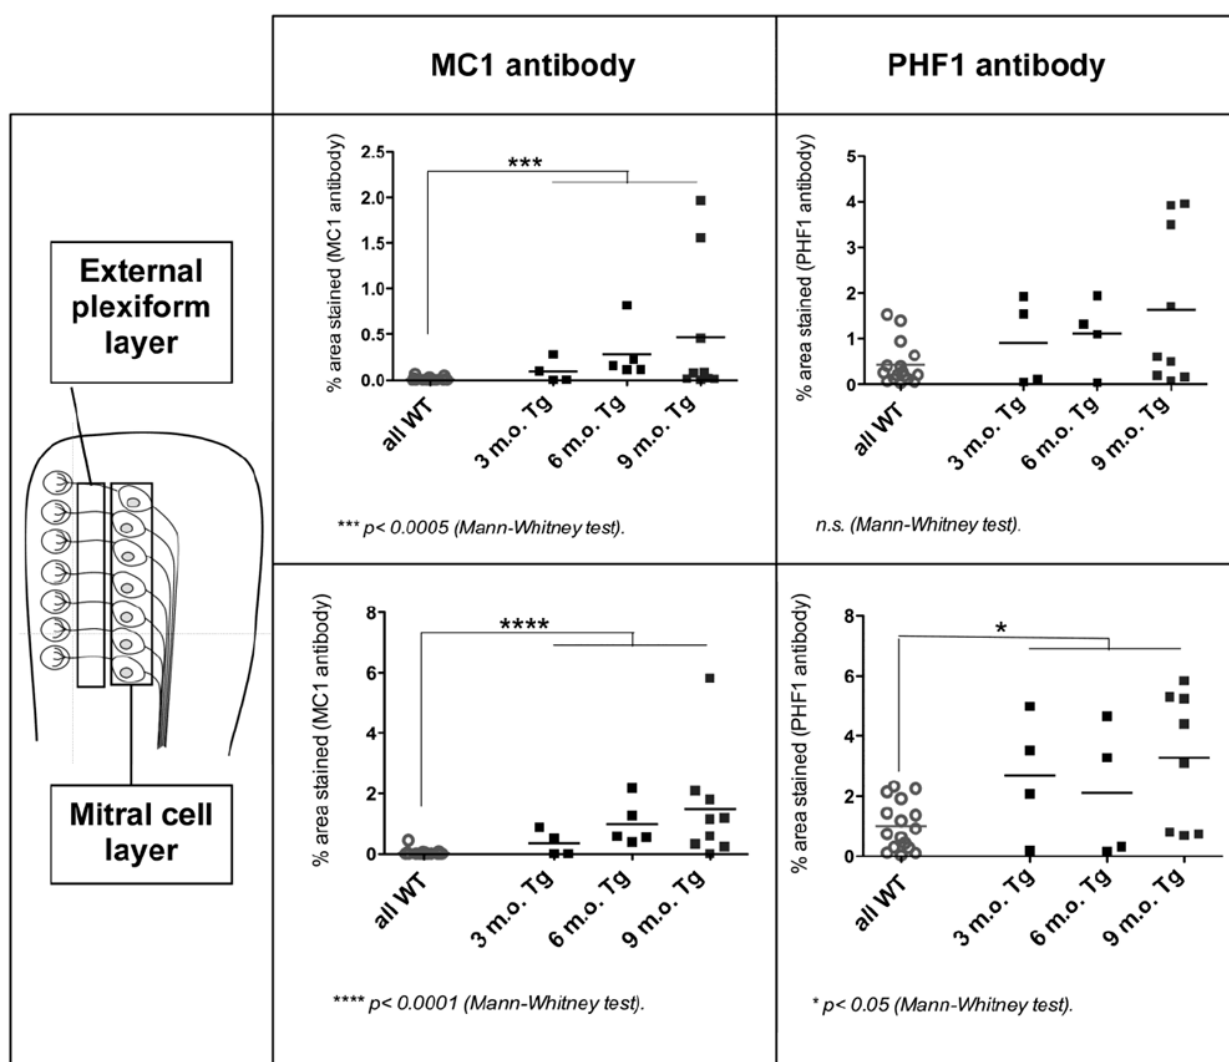 MC1 antibody
PHF1 antibody
External
plexiform
layer
Mitral cell
layer
% area stained (MC1 antibody)
2.5
2.0
1.5
1.0
0.5
0.0
***
all WT
3 m.o. Tg
6 m.o. Tg
9 m.o. Tg
*** p< 0.0005 (Mann-Whitney test).
% area stained (PHF1 antibody)
5
4
3
2
1
0
all WT
3 m.o. Tg
6 m.o. Tg
9 m.o. Tg
n.s. (Mann-Whitney test).
% area stained (MC1 antibody)
8
6
4
2
0
****
all WT
3 m.o. Tg
6 m.o. Tg
9 m.o. Tg
**** p< 0.0001 (Mann-Whitney test).
% area stained (PHF1 antibody)
8
6
4
2
0
*
all WT
3 m.o. Tg
6 m.o. Tg
9 m.o. Tg
* p< 0.05 (Mann-Whitney test).